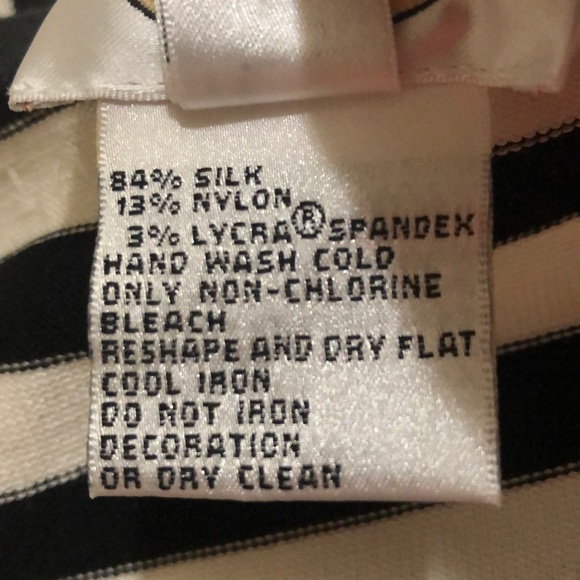 84% SILK
13% NYLON
3% LYCRA® SPANDEX
HAND WASH COLD
ONLY NON-CHLORINE
BLEACH
RESHAPE AND DRY FLAT
COOL IRON
DO NOT IRON
DECORATION
OR DRY CLEAN